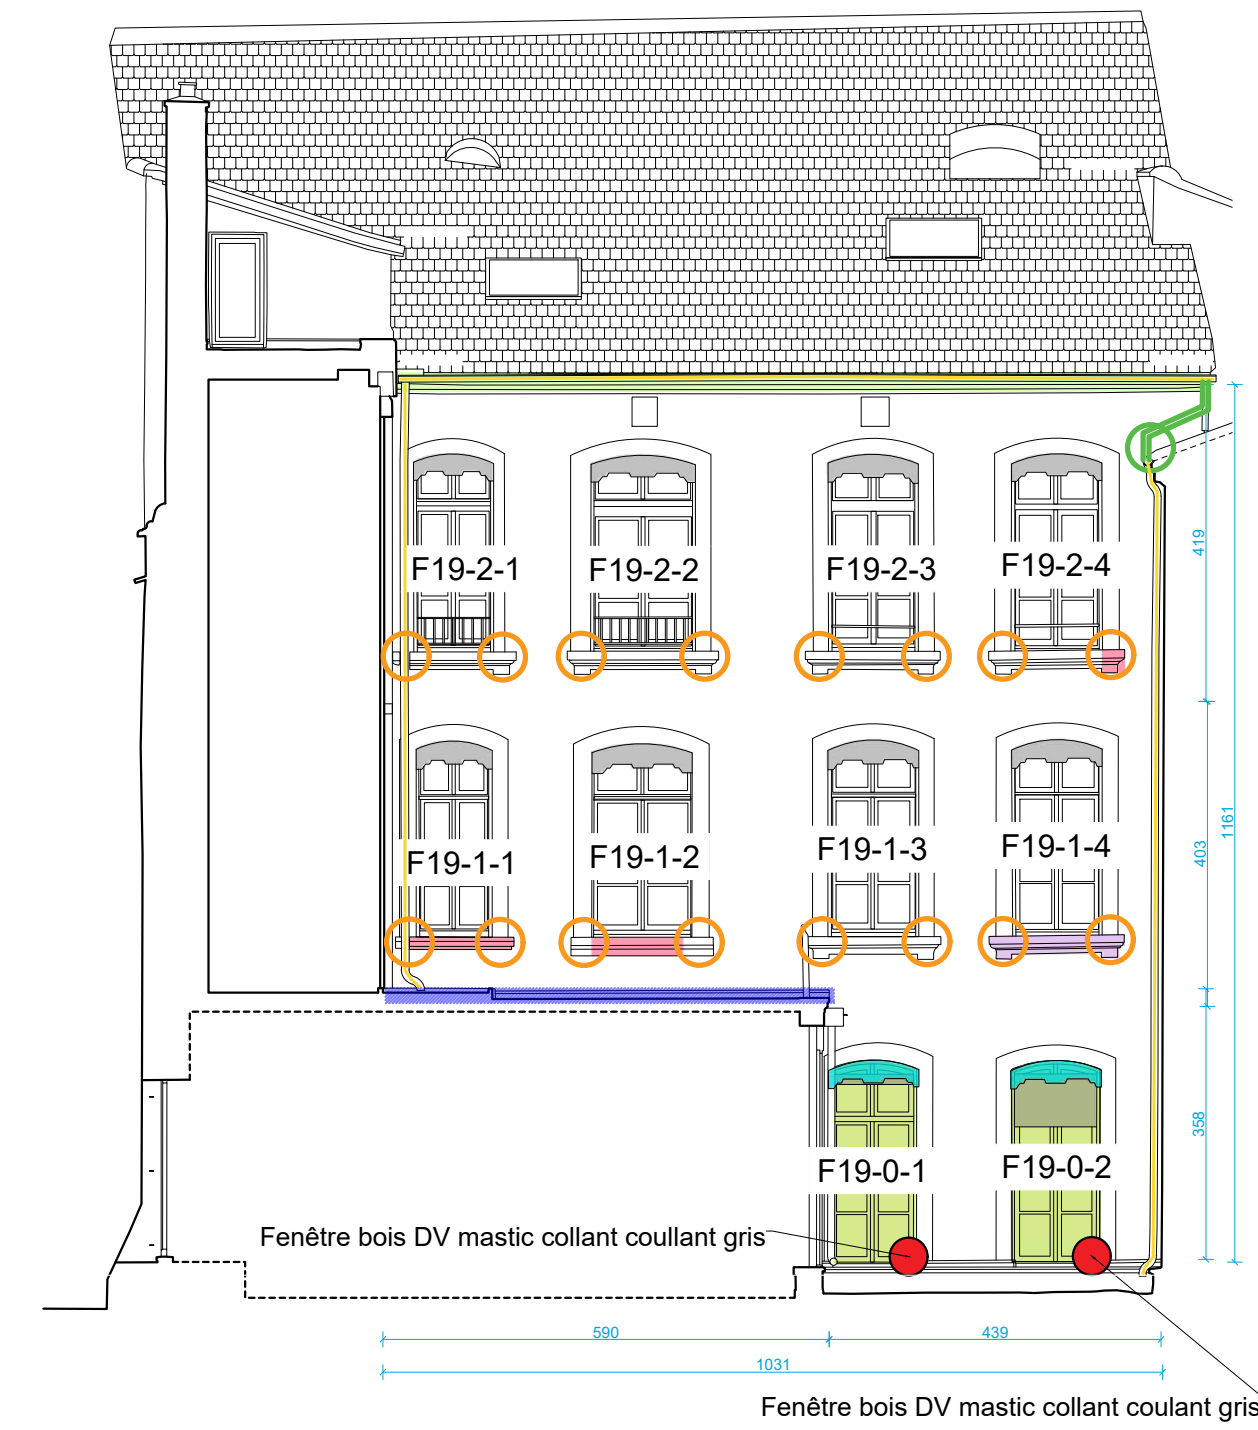 F19-2-1
F19-2-2
F19-2-3
F19-2-4
419
1161
F19-1-1
F19-1-2
F19-1-3
F19-1-4
403
358
F19-0-1
F19-0-2
Fenêtre bois DV mastic collant coullant gris
590
439
1031
Fenêtre bois DV mastic collant coulant gris